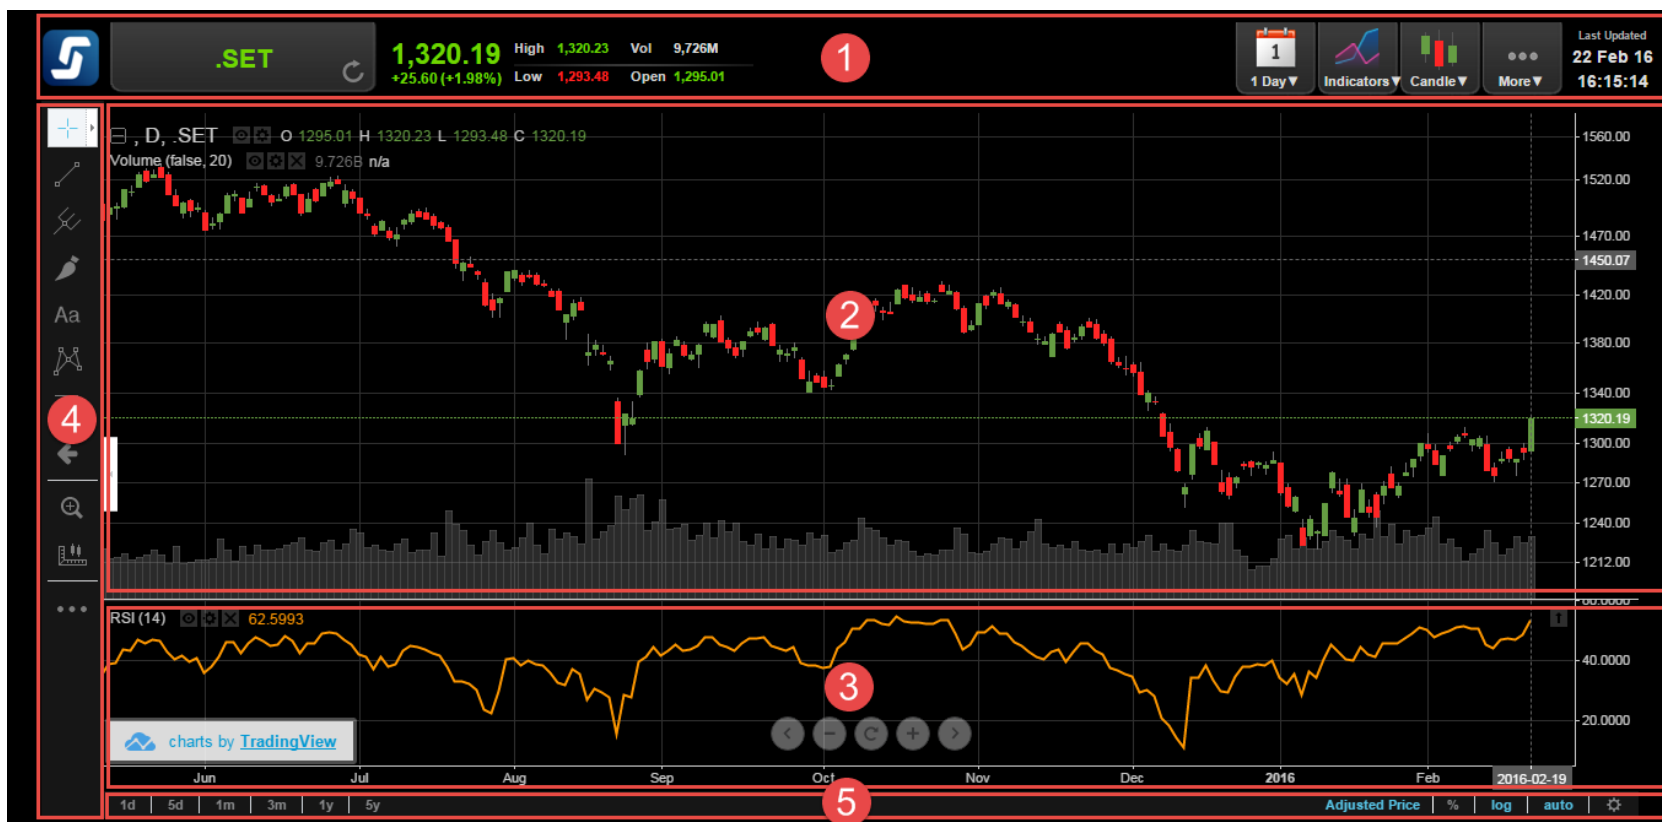 .SET
1,320.19
+25.60 (+1.98%)
High 1,320.23 Vol 9,726M
Low 1,293.48 Open 1,295.01
1
1
1 Day▼
Indicators▼
Candle▼
More▼
Last Updated
22 Feb 16
16:15:14
, D, .SET O 1295.01 H 1320.23 L 1293.48 C 1320.19
Volume (false, 20) 9.726B n/a
Aa
4
2
1560.00
1520.00
1470.00
1450.07
1420.00
1380.00
1340.00
1320.19
1300.00
1270.00
1240.00
1212.00
60.0000
RSI (14) 62.5993
40.0000
20.0000
3
charts by TradingView
Jun Jul Aug Sep Oct Nov Dec 2016 Feb 2016-02-19
1d 5d 1m 3m 1y 5y
5
Adjusted Price % log auto